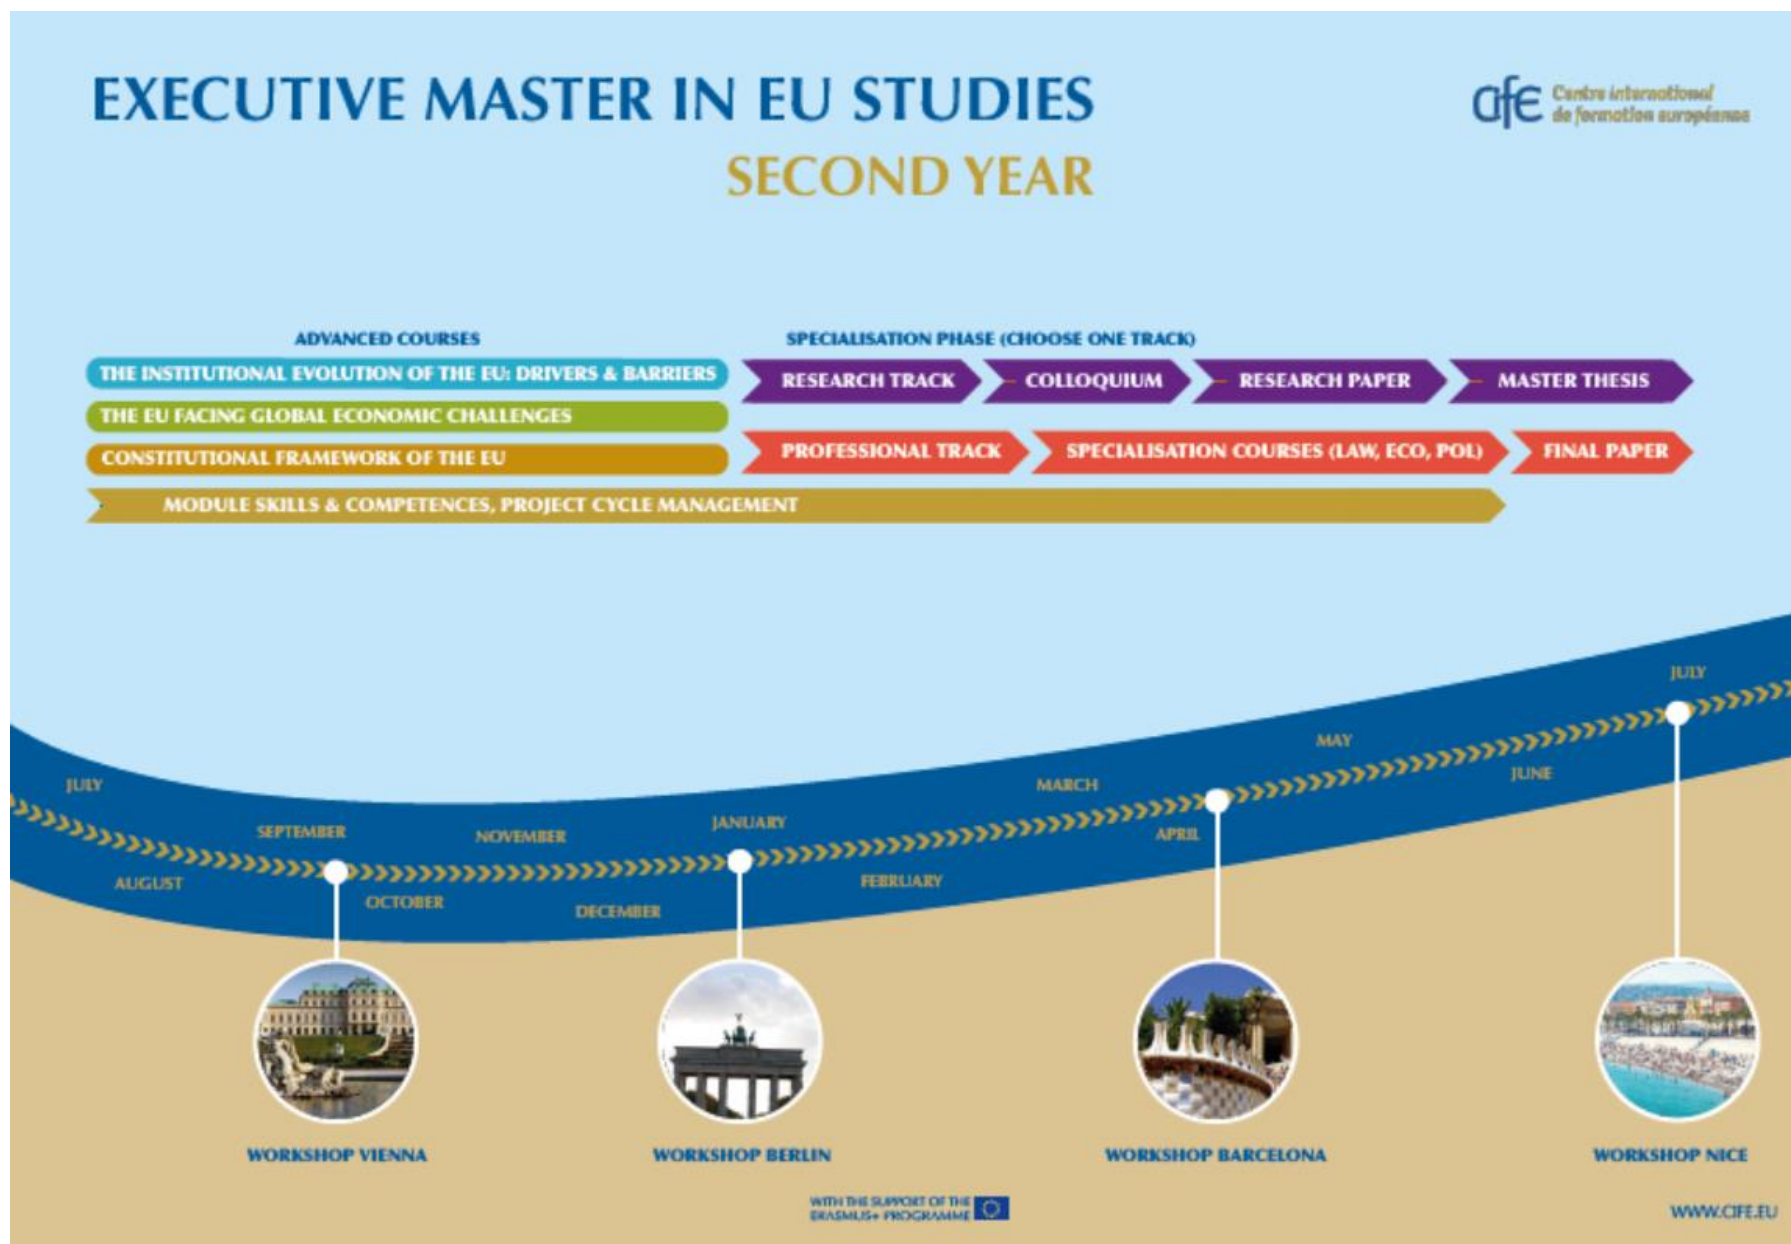 EXECUTIVE MASTER IN EU STUDIES
SECOND YEAR
cife
Centre international
de formation européenne
ADVANCED COURSES
THE INSTITUTIONAL EVOLUTION OF THE EU: DRIVERS & BARRIERS
THE EU FACING GLOBAL ECONOMIC CHALLENGES
CONSTITUTIONAL FRAMEWORK OF THE EU
MODULE SKILLS & COMPETENCES, PROJECT CYCLE MANAGEMENT
SPECIALISATION PHASE (CHOOSE ONE TRACK)
RESEARCH TRACK
COLLOQUIUM
RESEARCH PAPER
MASTER THESIS
PROFESSIONAL TRACK
SPECIALISATION COURSES (LAW, ECO, POL)
FINAL PAPER
JULY
AUGUST
SEPTEMBER
OCTOBER
NOVEMBER
DECEMBER
JANUARY
FEBRUARY
MARCH
APRIL
MAY
JUNE
JULY
WORKSHOP VIENNA
WORKSHOP BERLIN
WORKSHOP BARCELONA
WORKSHOP NICE
WITH THE SUPPORT OF THE
ERASMUS+ PROGRAMME
WWW.CIFE.EU